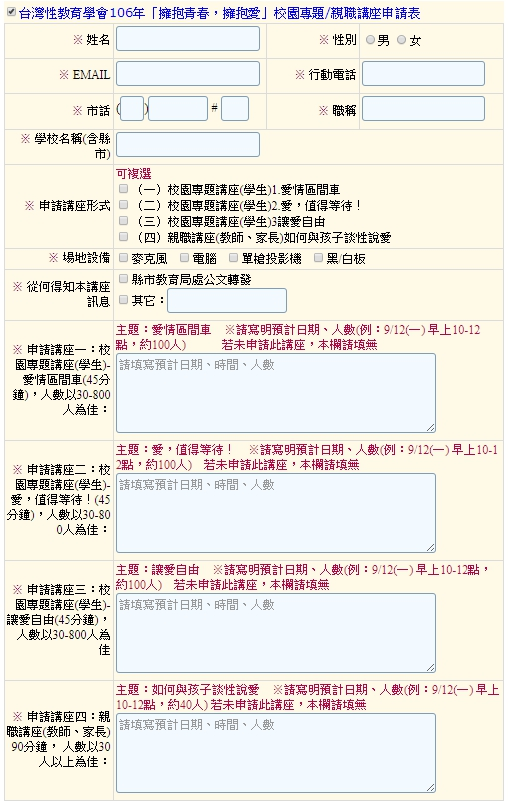 台灣性教育學會106年「擁抱青春，擁抱愛」校園專題/親職講座申請表
※ 姓名
※ 性別 男 女
※ EMAIL
※ 行動電話
※ 市話 ( ) #
※ 職稱
※ 學校名稱(含縣
市)
※ 申請講座形式
可複選
（一）校園專題講座(學生)1.愛情區間車
（二）校園專題講座(學生)2.愛，值得等待！
（三）校園專題講座(學生)3讓愛自由
（四）親職講座(教師、家長)如何與孩子談性說愛
※ 場地設備 麥克風 電腦 單槍投影機 黑/白板
※ 從何得知本講座
訊息
縣市教育局處公文轉發
其它：
※ 申請講座一：校
園專題講座(學生)-
愛情區間車(45分
鐘)，人數以30-800
人為佳：
主題：愛情區間車 ※請寫明預計日期、人數(例：9/12(一) 早上10-12
點，約100人) 若未申請此講座，本欄請填無
請填寫預計日期、時間、人數
※ 申請講座二：校
園專題講座(學生)-
愛，值得等待！(45
分鐘)，人數以30-80
0人為佳：
主題：愛，值得等待！ ※請寫明預計日期、人數(例：9/12(一) 早上10-1
2點，約100人) 若未申請此講座，本欄請填無
請填寫預計日期、時間、人數
※ 申請講座三：校
園專題講座(學生)-
讓愛自由(45分鐘)，
人數以30-800人為
佳
主題：讓愛自由 ※請寫明預計日期、人數(例：9/12(一) 早上10-12點，
約100人) 若未申請此講座，本欄請填無
請填寫預計日期、時間、人數
※ 申請講座四：親
職講座(教師、家長)
90分鐘， 人數以30
人以上為佳：
主題：如何與孩子談性說愛 ※請寫明預計日期、人數(例：9/12(一) 早上
10-12點，約40人) 若未申請此講座，本欄請填無
請填寫預計日期、時間、人數